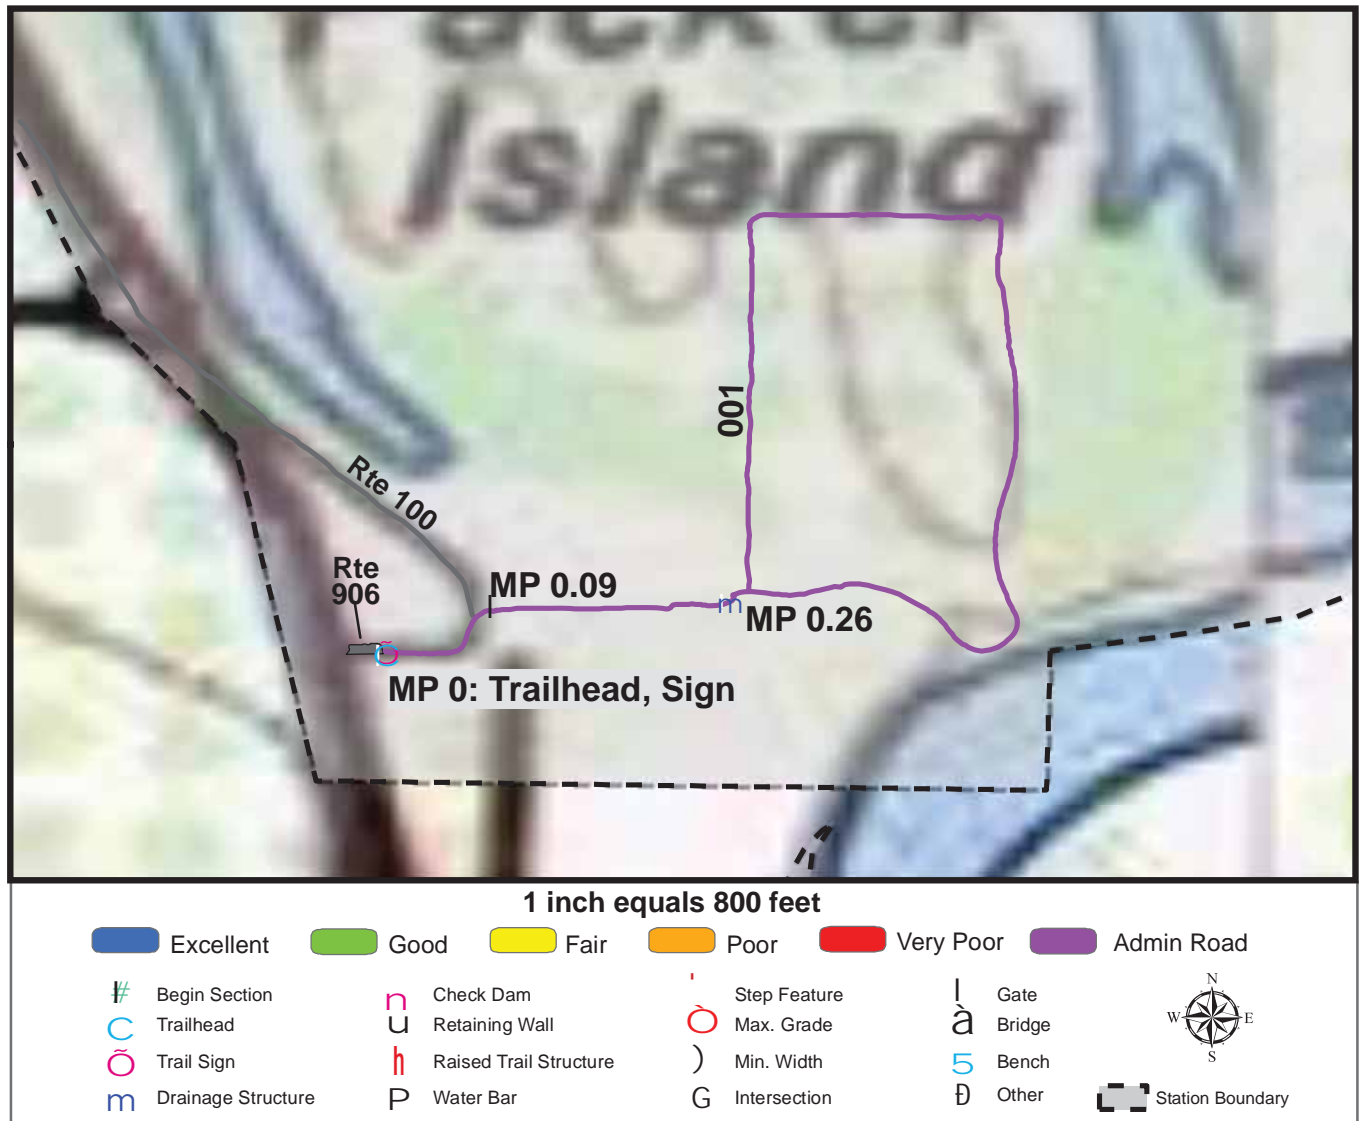 Island
001
Rte 100
Rte
906
MP 0.09
MP 0.26
MP 0: Trailhead, Sign
1 inch equals 800 feet
Excellent
Good
Fair
Poor
Very Poor
Admin Road
Begin Section
Trailhead
Trail Sign
Drainage Structure
Check Dam
Retaining Wall
Raised Trail Structure
Water Bar
Step Feature
Max. Grade
Min. Width
Intersection
Gate
Bridge
Bench
Other
N
W
E
S
Station Boundary